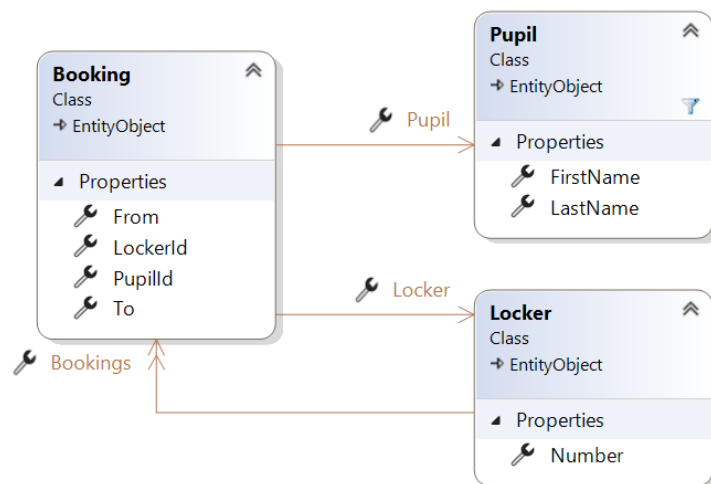 Booking
Class
EntityObject
Properties
From
LockerId
PupilId
To
Pupil
Pupil
Class
EntityObject
Properties
FirstName
LastName
Locker
Bookings
Locker
Class
EntityObject
Properties
Number